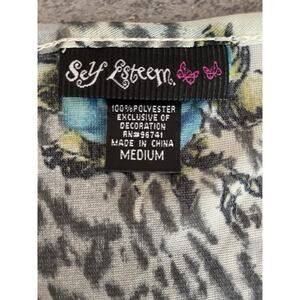 Self Esteem.
100%POLYESTER
EXCLUSIVE OF
DECORATION
RN#96741
MADE IN CHINA
MEDIUM